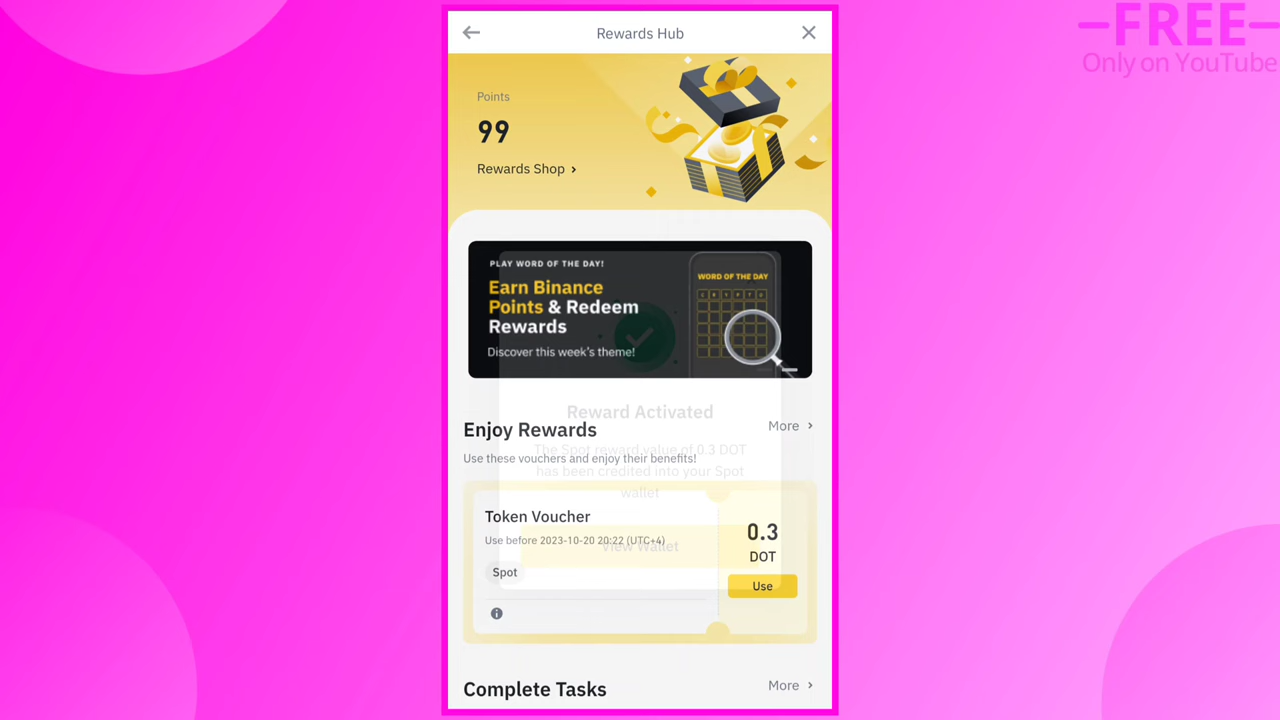 –FREE–
Only on YouTube
Rewards Hub
Points
99
Rewards Shop
PLAY WORD OF THE DAY!
Earn Binance
Points & Redeem
Rewards
Discover this week's theme!
WORD OF THE DAY
Reward Activated
Enjoy Rewards
More
The Spot reward value of 0.3 DOT
Use these vouchers and enjoy their benefits!
has been credited into your Spot
wallet
Token Voucher
Use before 2023-10-20 20:22 (UTC+4)
View Wallet
Spot
0.3
DOT
Use
Complete Tasks
More